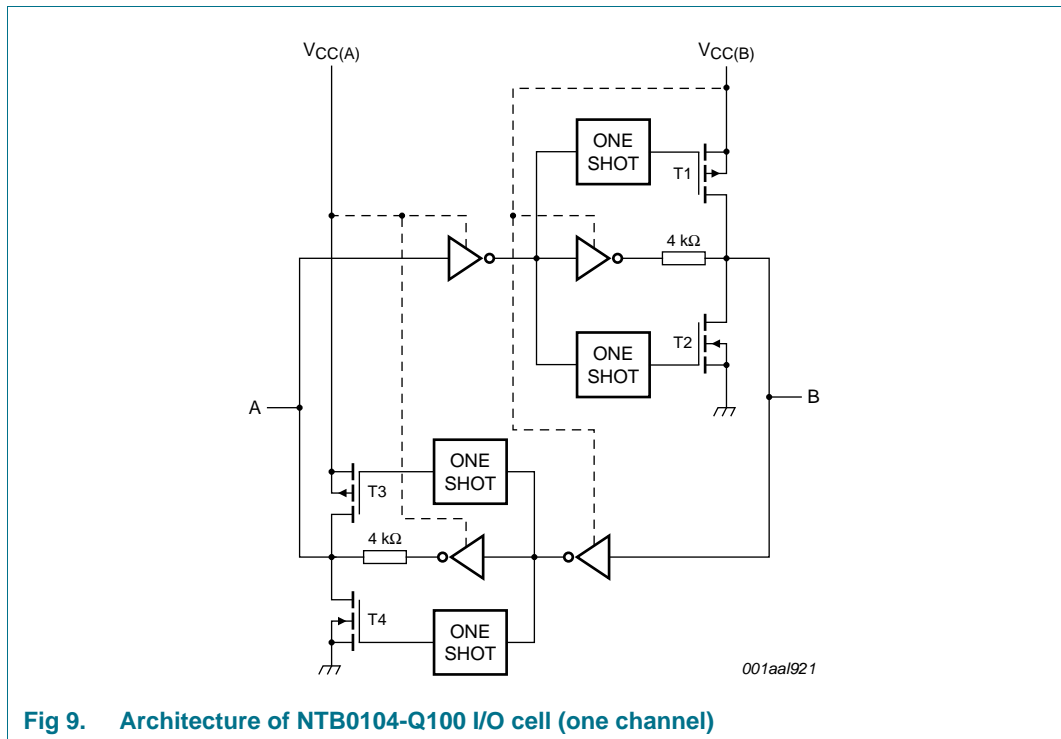 VCC(A)
VCC(B)
ONE
SHOT
T1
4 kΩ
ONE
SHOT
T2
A
B
ONE
SHOT
T3
4 kΩ
T4
ONE
SHOT
001aal921
Fig 9. Architecture of NTB0104-Q100 I/O cell (one channel)